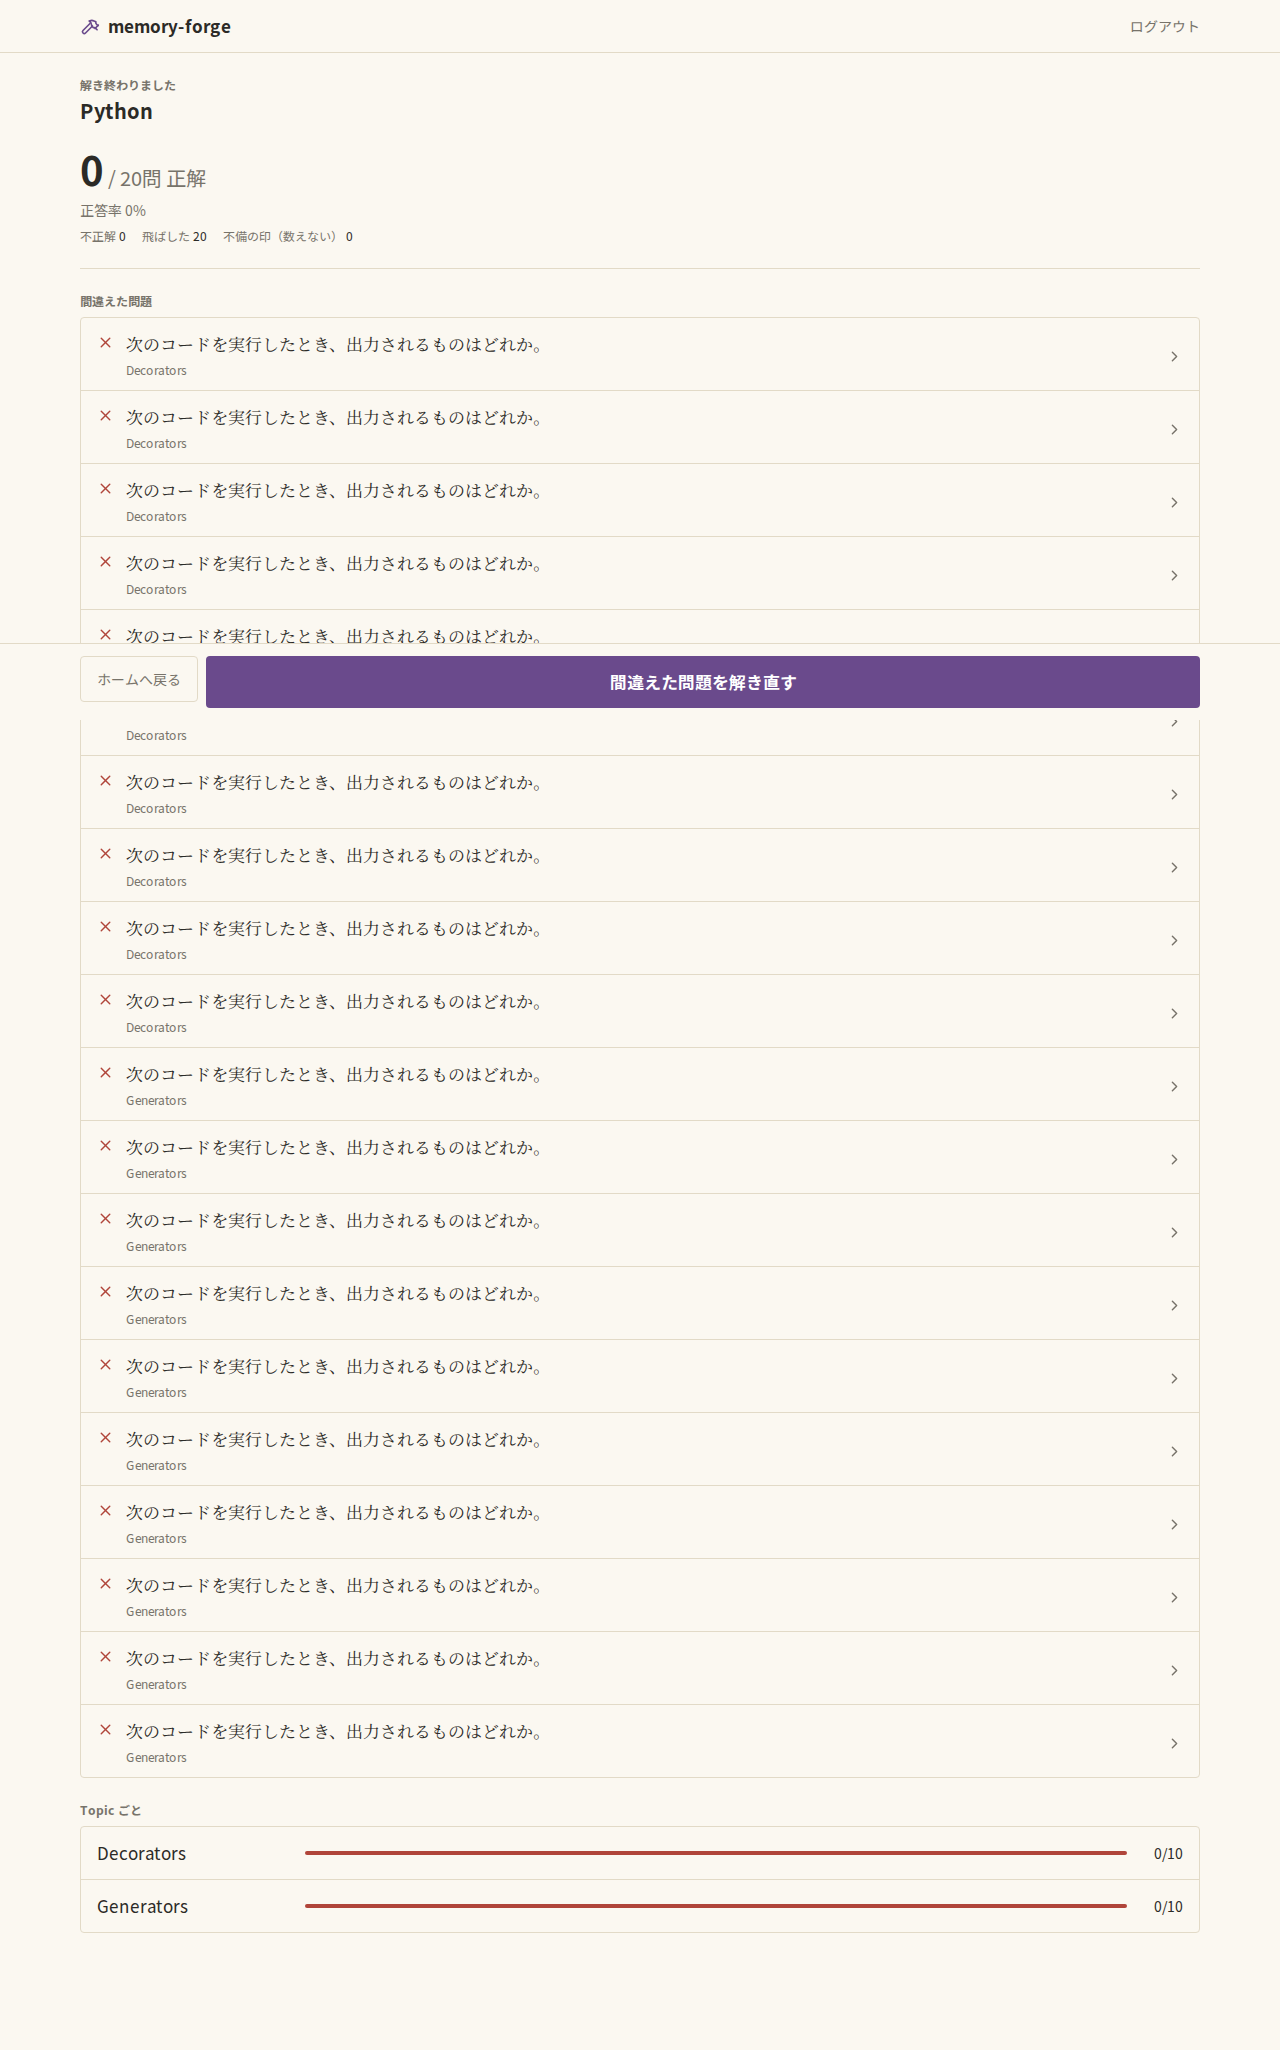 memory-forge
ログアウト
解き終わりました
Python
0 / 20問 正解
正答率 0%
不正解 0 飛ばした 20 不備の印（数えない） 0
間違えた問題
次のコードを実行したとき、出力されるものはどれか。
Decorators
次のコードを実行したとき、出力されるものはどれか。
Decorators
次のコードを実行したとき、出力されるものはどれか。
Decorators
次のコードを実行したとき、出力されるものはどれか。
Decorators
次のコードを実行したとき、出力されるものはどれか。
ホームへ戻る
間違えた問題を解き直す
Decorators
次のコードを実行したとき、出力されるものはどれか。
Decorators
次のコードを実行したとき、出力されるものはどれか。
Decorators
次のコードを実行したとき、出力されるものはどれか。
Decorators
次のコードを実行したとき、出力されるものはどれか。
Decorators
次のコードを実行したとき、出力されるものはどれか。
Generators
次のコードを実行したとき、出力されるものはどれか。
Generators
次のコードを実行したとき、出力されるものはどれか。
Generators
次のコードを実行したとき、出力されるものはどれか。
Generators
次のコードを実行したとき、出力されるものはどれか。
Generators
次のコードを実行したとき、出力されるものはどれか。
Generators
次のコードを実行したとき、出力されるものはどれか。
Generators
次のコードを実行したとき、出力されるものはどれか。
Generators
次のコードを実行したとき、出力されるものはどれか。
Generators
次のコードを実行したとき、出力されるものはどれか。
Generators
Topic ごと
Decorators 0/10
Generators 0/10